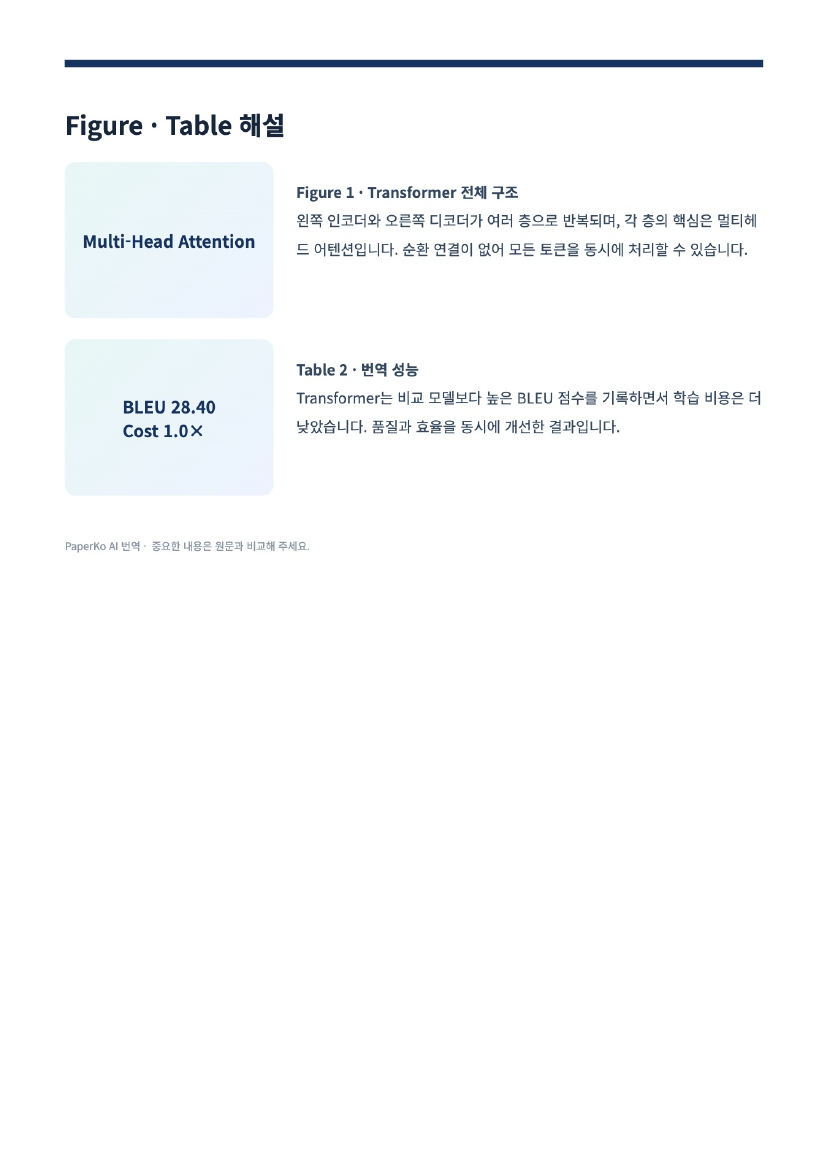 Figure · Table 해설
Multi-Head Attention
Figure 1 · Transformer 전체 구조
왼쪽 인코더와 오른쪽 디코더가 여러 층으로 반복되며, 각 층의 핵심은 멀티헤
드 어텐션입니다. 순환 연결이 없어 모든 토큰을 동시에 처리할 수 있습니다.
BLEU 28.40
Cost 1.0×
Table 2 · 번역 성능
Transformer는 비교 모델보다 높은 BLEU 점수를 기록하면서 학습 비용은 더
낮았습니다. 품질과 효율을 동시에 개선한 결과입니다.
PaperKo AI 번역 · 중요한 내용은 원문과 비교해 주세요.